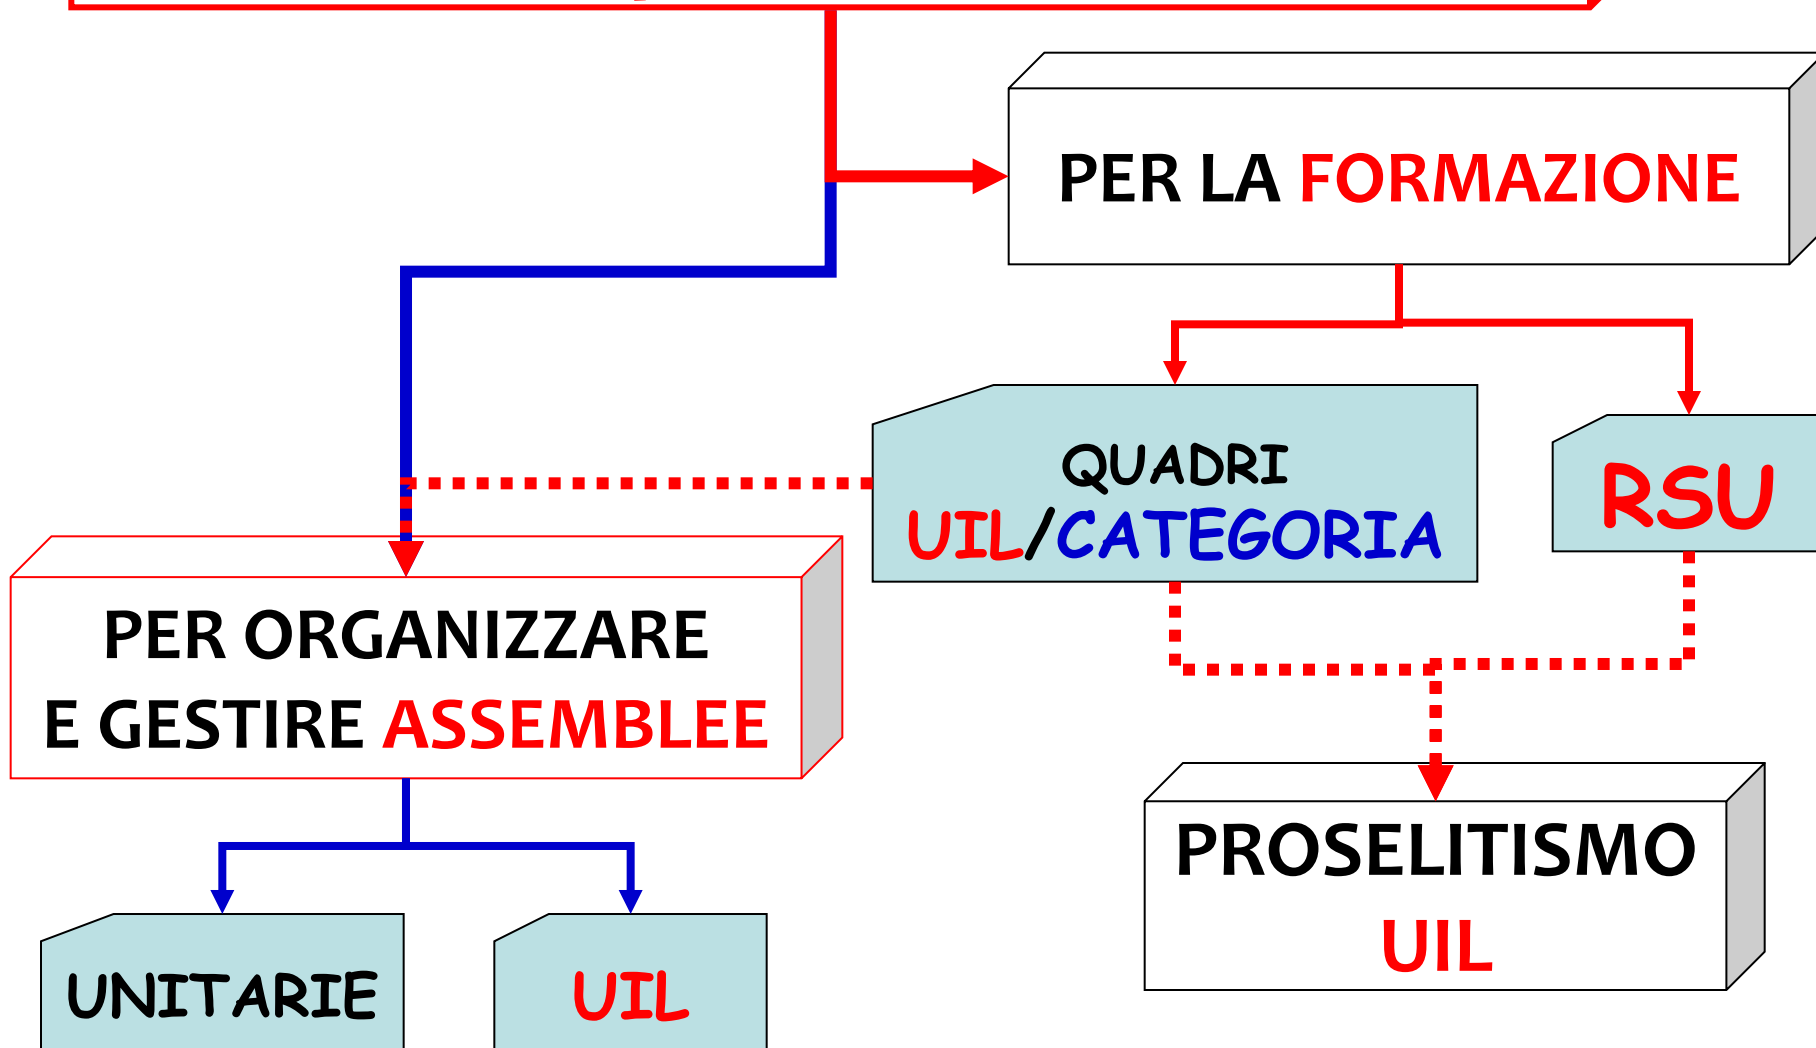 PER LA FORMAZIONE
QUADRI
UIL/CATEGORIA
RSU
PER ORGANIZZARE
E GESTIRE ASSEMBLEE
PROSELITISMO
UIL
UNITARIE
UIL